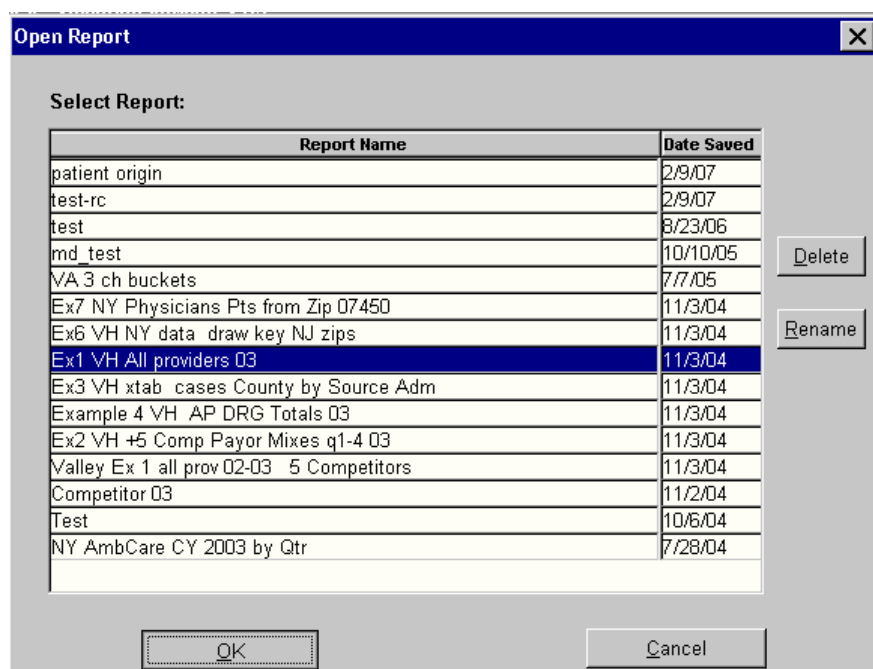 Open Report
Select Report:
Report Name Date Saved
patient origin 2/9/07
test-rc 2/9/07
test 8/23/06
md_test 10/10/05
VA 3 ch buckets 7/7/05
Ex7 NY Physicians Pts from Zip 07450 11/3/04
Ex6 VH NY data  draw key NJ zips 11/3/04
Ex1 VH All providers 03 11/3/04
Ex3 VH xtab  cases County by Source Adm 11/3/04
Example 4 VH  AP DRG Totals 03 11/3/04
Ex2 VH +5 Comp Payor Mixes q1-4 03 11/3/04
Valley Ex 1 all prov 02-03   5 Competitors 11/3/04
Competitor 03 11/2/04
Test 10/6/04
NY AmbCare CY 2003 by Qtr 7/28/04
Delete
Rename
OK Cancel